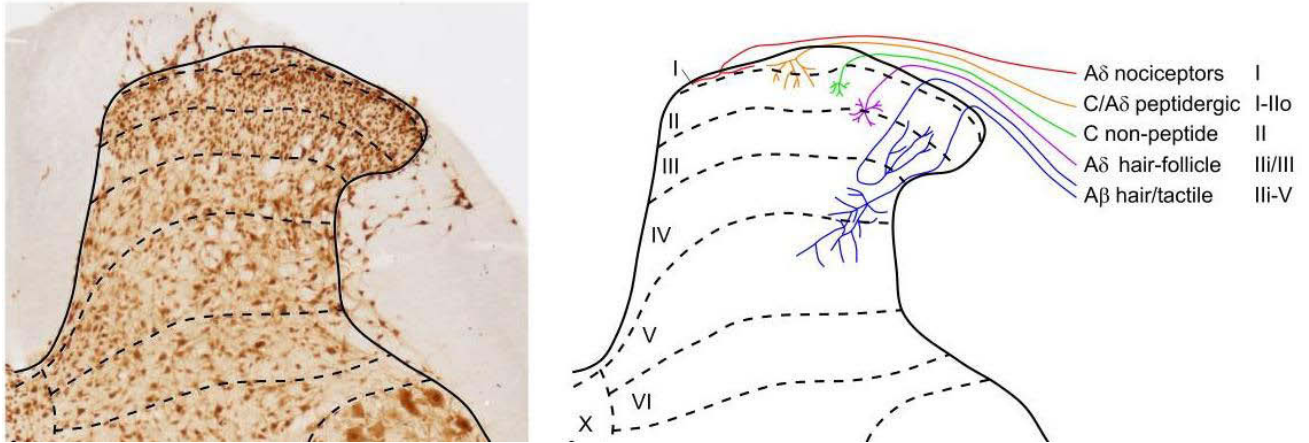 I
II
III
IV
V
VI
X
Aδ nociceptors I
C/Aδ peptidergic I-IIo
C non-peptide II
Aδ hair-follicle IIi/III
Aβ hair/tactile IIi-V